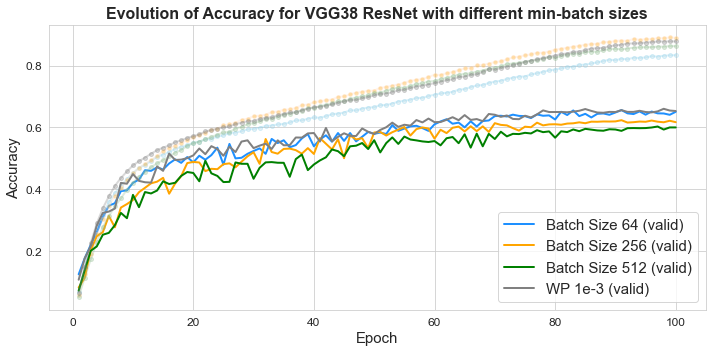 Evolution of Accuracy for VGG38 ResNet with different min-batch sizes
Accuracy
0.8
0.6
0.4
0.2
Batch Size 64 (valid)
Batch Size 256 (valid)
Batch Size 512 (valid)
WP 1e-3 (valid)
0 20 40 60 80 100
Epoch